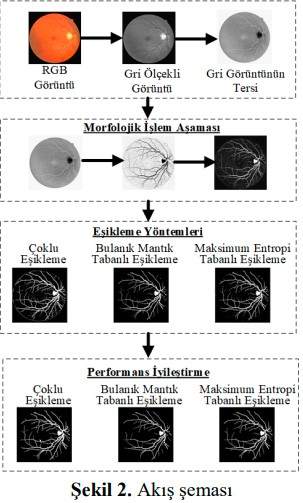 RGB
Görüntü
Gri Ölçekli
Görüntü
Gri Görüntünün
Tersi
Morfolojik İşlem Aşaması
Eşikleme Yöntemleri
Çoklu
Eşikleme
Bulanık Mantık
Tabanlı Eşikleme
Maksimum Entropi
Tabanlı Eşikleme
Performans İyileştirme
Çoklu
Eşikleme
Bulanık Mantık
Tabanlı Eşikleme
Maksimum Entropi
Tabanlı Eşikleme
Şekil 2. Akış şeması